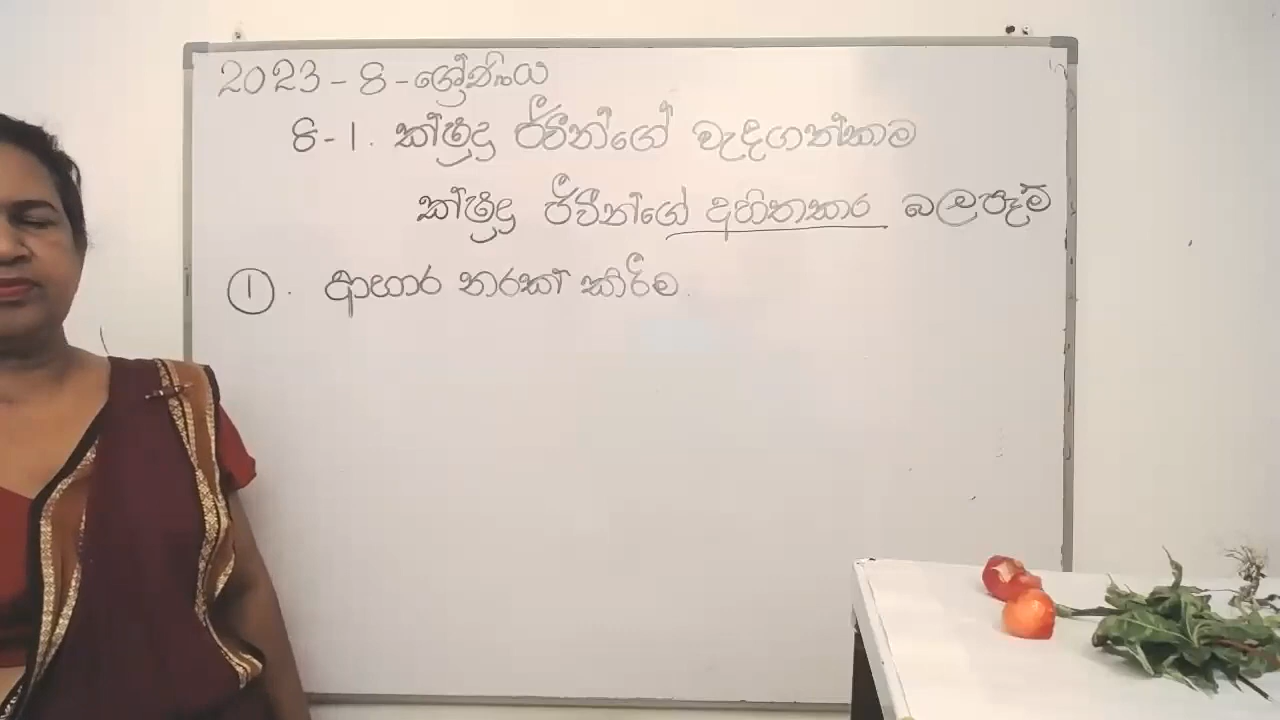 2023 - 8 - ශ්‍රේණිය
8-1. ක්ෂුද්‍ර ජීවීන්ගේ වැදගත්කම
ක්ෂුද්‍ර ජීවීන්ගේ අහිතකර බලපෑම්
①. ආහාර නරක් කිරීම.